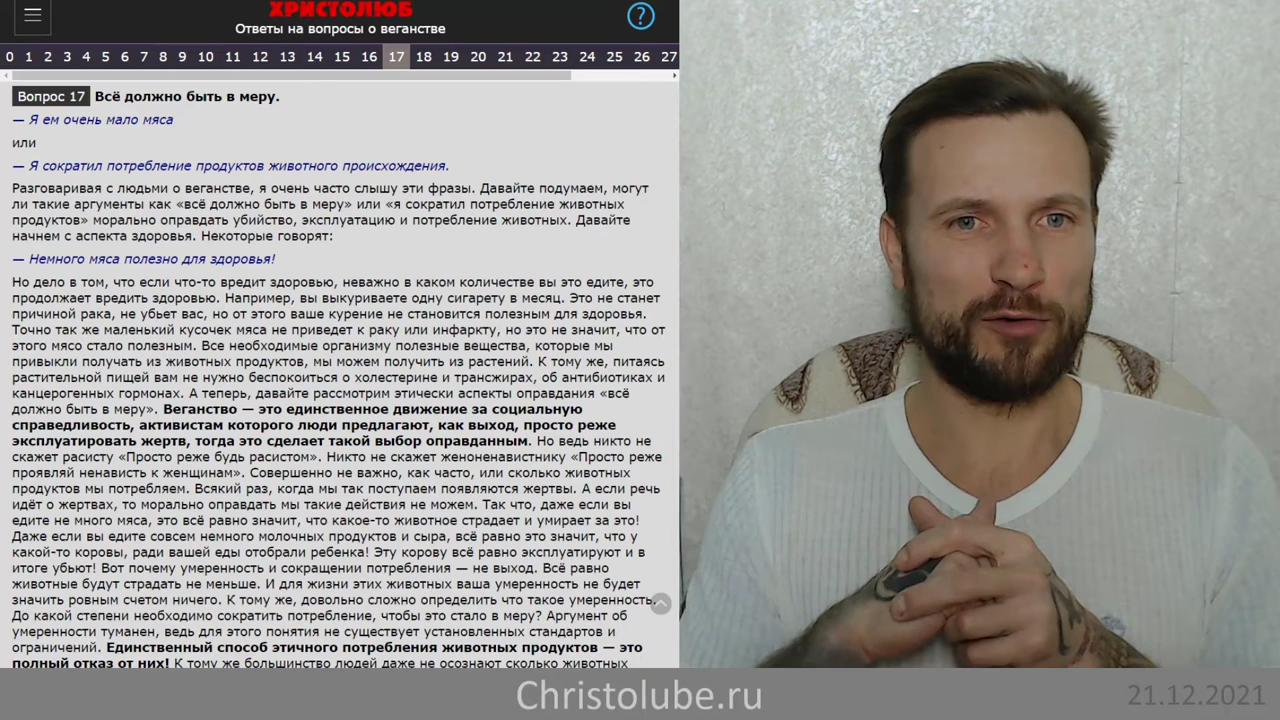 ХРИСТОЛЮБ
Ответы на вопросы о веганстве
?
0 1 2 3 4 5 6 7 8 9 10 11 12 13 14 15 16 17 18 19 20 21 22 23 24 25 26 27
Вопрос 17 Всё должно быть в меру.
— Я ем очень мало мяса
или
— Я сократил потребление продуктов животного происхождения.
Разговаривая с людьми о веганстве, я очень часто слышу эти фразы. Давайте подумаем, могут
ли такие аргументы как «всё должно быть в меру» или «я сократил потребление животных
продуктов» морально оправдать убийство, эксплуатацию и потребление животных. Давайте
начнем с аспекта здоровья. Некоторые говорят:
— Немного мяса полезно для здоровья!
Но дело в том, что если что-то вредит здоровью, неважно в каком количестве вы это едите, это
продолжает вредить здоровью. Например, вы выкуриваете одну сигарету в месяц. Это не станет
причиной рака, не убьет вас, но от этого ваше курение не становится полезным для здоровья.
Точно так же маленький кусочек мяса не приведет к раку или инфаркту, но это не значит, что от
этого мясо стало полезным. Все необходимые организму полезные вещества, которые мы
привыкли получать из животных продуктов, мы можем получить из растений. К тому же, питаясь
растительной пищей вам не нужно беспокоиться о холестерине и трансжирах, об антибиотиках и
канцерогенных гормонах. А теперь, давайте рассмотрим этически аспекты оправдания «всё
должно быть в меру». Веганство — это единственное движение за социальную
справедливость, активистам которого люди предлагают, как выход, просто реже
эксплуатировать жертв, тогда это сделает такой выбор оправданным. Но ведь никто не
скажет расисту «Просто реже будь расистом». Никто не скажет женоненавистнику «Просто реже
проявляй ненависть к женщинам». Совершенно не важно, как часто, или сколько животных
продуктов мы потребляем. Всякий раз, когда мы так поступаем появляются жертвы. А если речь
идёт о жертвах, то морально оправдать мы такие действия не можем. Так что, даже если вы
едите не много мяса, это всё равно значит, что какое-то животное страдает и умирает за это!
Даже если вы едите совсем немного молочных продуктов и сыра, всё равно это значит, что у
какой-то коровы, ради вашей еды отобрали ребенка! Эту корову всё равно эксплуатируют и в
итоге убьют! Вот почему умеренность и сокращении потребления — не выход. Всё равно
животные будут страдать не меньше. И для жизни этих животных ваша умеренность не будет
значить ровным счетом ничего. К тому же, довольно сложно определить что такое умеренность.
До какой степени необходимо сократить потребление, чтобы это стало в меру? Аргумент об
умеренности туманен, ведь для этого понятия не существует установленных стандартов и
ограничений. Единственный способ этичного потребления животных продуктов — это
полный отказ от них! К тому же большинство людей даже не осознают сколько животных
Christolube.ru
21.12.2021